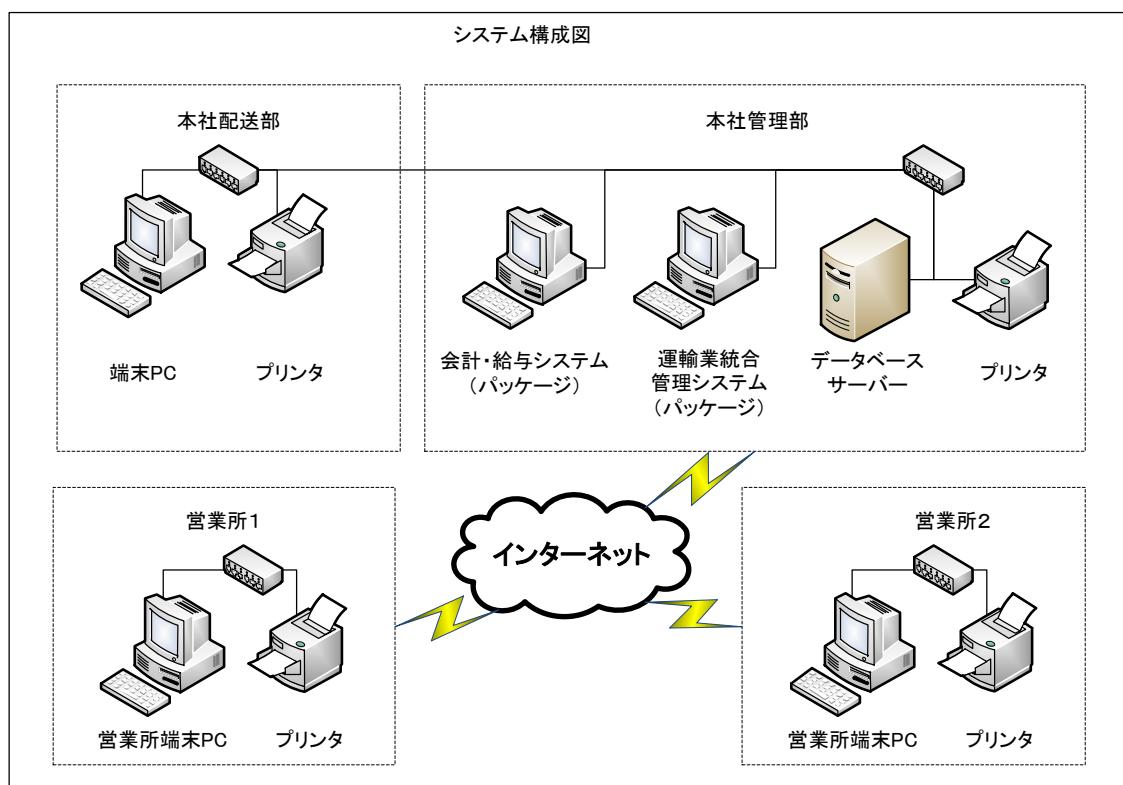 システム構成図
本社配送部
本社管理部
端末PC
プリンタ
会計・給与システム
（パッケージ）
運輸業統合
管理システム
（パッケージ）
データベース
サーバー
プリンタ
営業所１
インターネット
営業所２
営業所端末PC
プリンタ
営業所端末PC
プリンタ